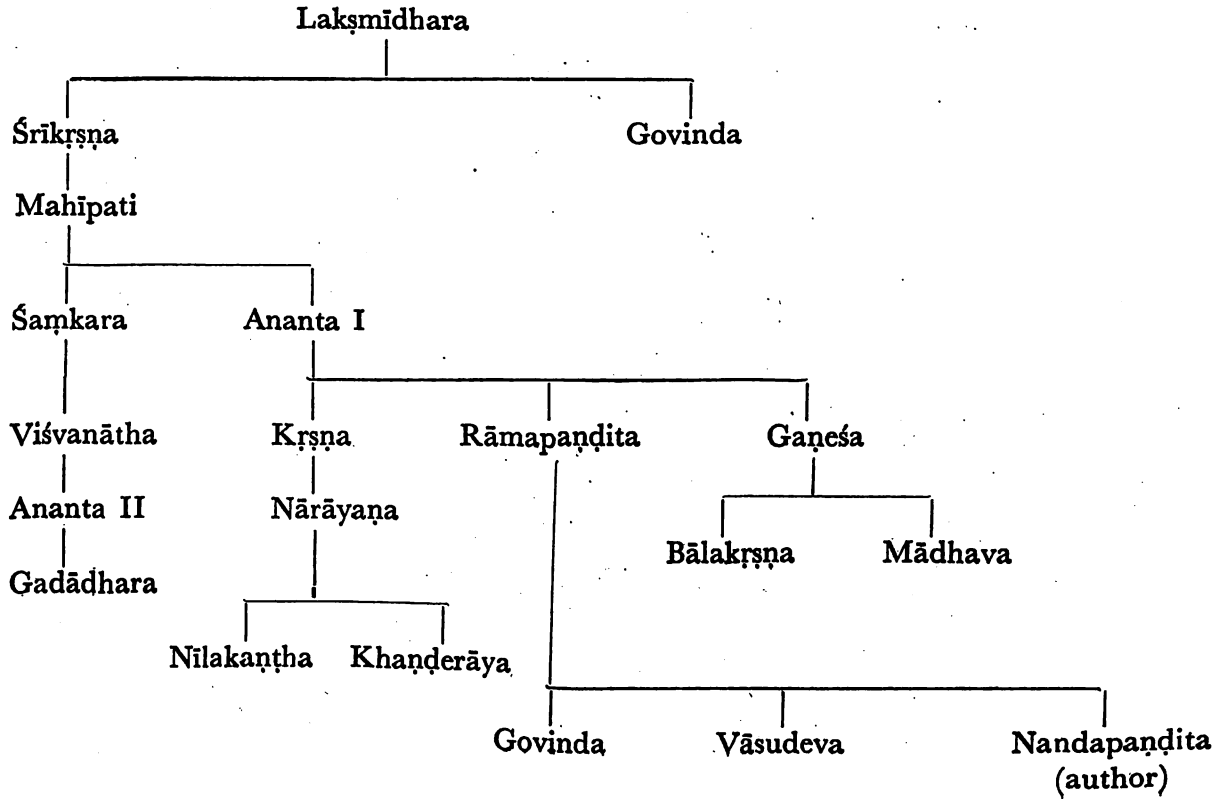 Lakṣmīdhara
Śrīkṛṣṇa Govinda
Mahīpati
Śaṃkara Ananta I
Viśvanātha Kṛṣṇa Rāmapaṇḍita Gaṇeśa
Ananta II Nārāyaṇa
Bālakṛṣṇa Mādhava
Gadādhara
Nīlakaṇṭha Khaṇḍerāya
Govinda Vāsudeva Nandapaṇḍita
(author)